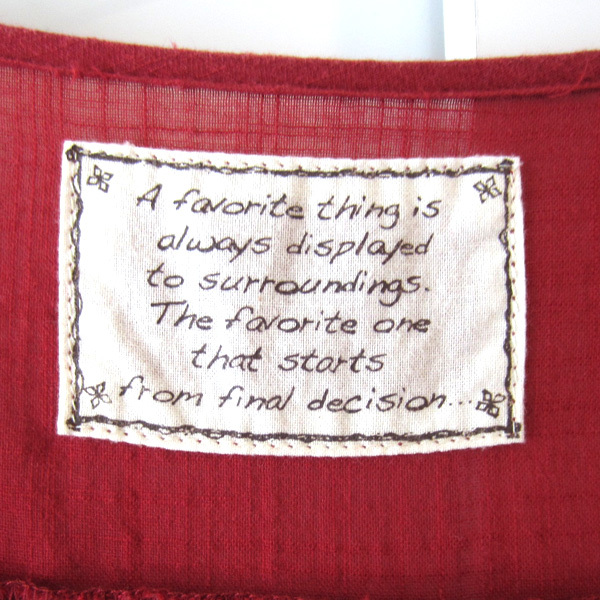 A favorite thing is
always displayed
to surroundings.
The favorite one
that starts
from final decision...